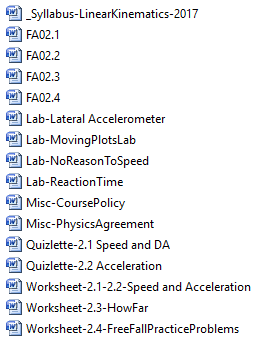 _Syllabus-LinearKinematics-2017
FA02.1
FA02.2
FA02.3
FA02.4
Lab-Lateral Accelerometer
Lab-MovingPlotsLab
Lab-NoReasonToSpeed
Lab-ReactionTime
Misc-CoursePolicy
Misc-PhysicsAgreement
Quizlette-2.1 Speed and DA
Quizlette-2.2 Acceleration
Worksheet-2.1-2.2-Speed and Acceleration
Worksheet-2.3-HowFar
Worksheet-2.4-FreeFallPracticeProblems